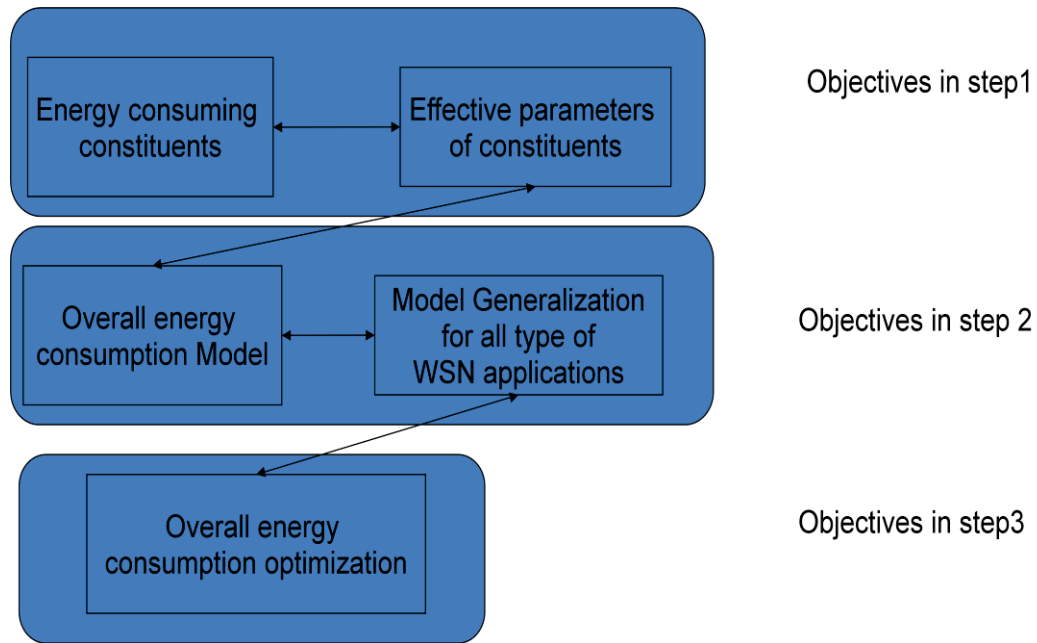 Energy consuming
constituents
Effective parameters
of constituents
Objectives in step1
Overall energy
consumption Model
Model Generalization
for all type of
WSN applications
Objectives in step 2
Overall energy
consumption optimization
Objectives in step3